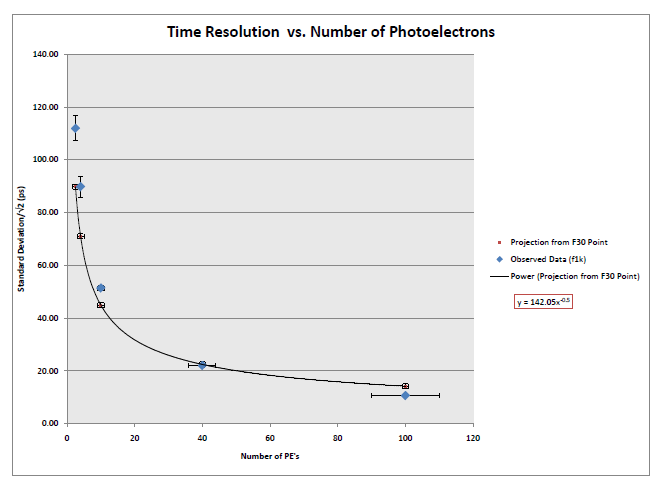 Time Resolution vs. Number of Photoelectrons
Standard Deviation/√2 (ps)
140.00
120.00
100.00
80.00
60.00
40.00
20.00
0.00
0 20 40 60 80 100 120
Number of PE's
Projection from F30 Point
Observed Data (f1k)
Power (Projection from F30 Point)
y = 142.05x^-0.5